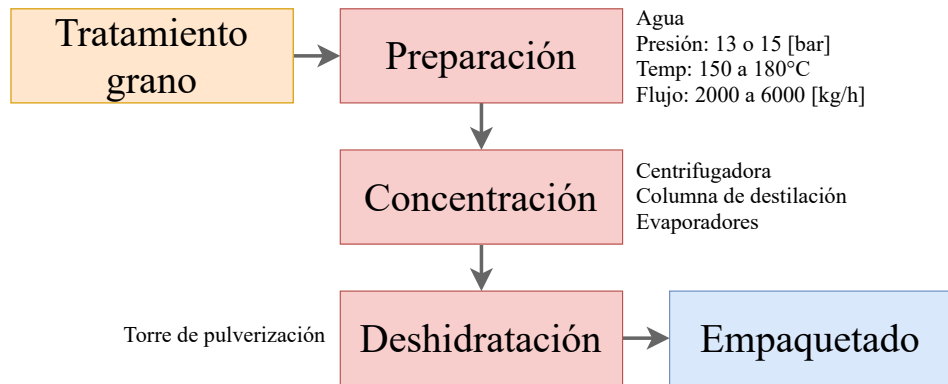 Tratamiento
grano
Preparación
Agua
Presión: 13 o 15 [bar]
Temp: 150 a 180°C
Flujo: 2000 a 6000 [kg/h]
Concentración
Centrifugadora
Columna de destilación
Evaporadores
Torre de pulverización
Deshidratación
Empaquetado